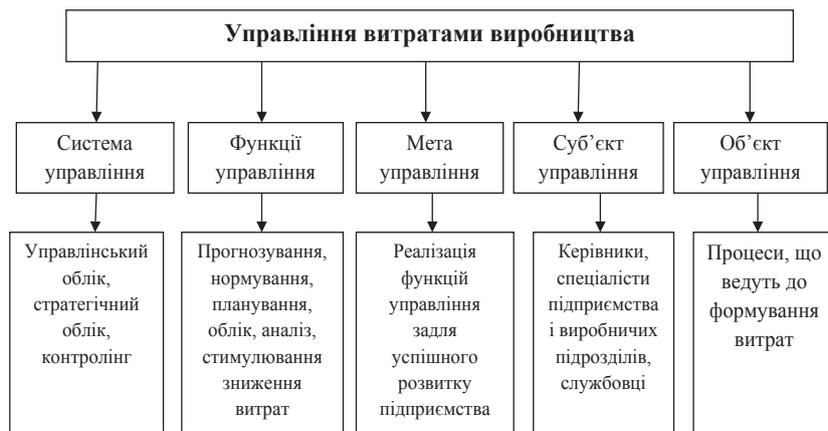 Управління витратами виробництва
Система
управління
Функції
управління
Мета
управління
Суб’єкт
управління
Об’єкт
управління
Управлінський
облік,
стратегічний
облік,
контролінг
Прогнозування,
нормування,
планування,
облік, аналіз,
стимулювання
зниження
витрат
Реалізація
функцій
управління
задля
успішного
розвитку
підприємства
Керівники,
спеціалісти
підприємства
і виробничих
підрозділів,
службовці
Процеси, що
ведуть до
формування
витрат